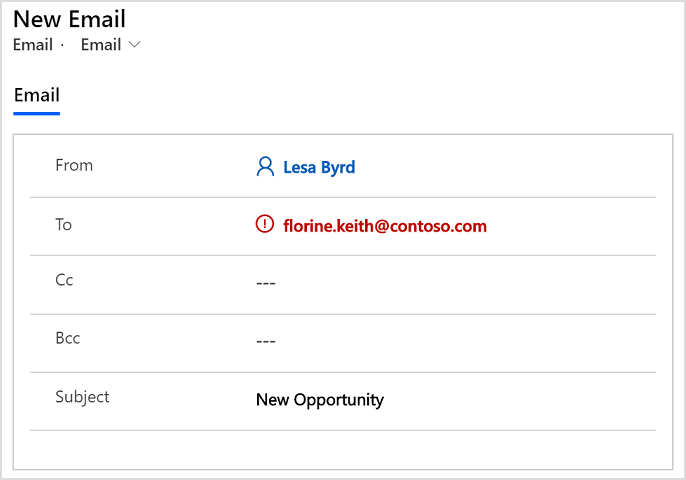 New Email
Email · Email
Email
From Lesa Byrd
To florine.keith@contoso.com
Cc ---
Bcc ---
Subject New Opportunity